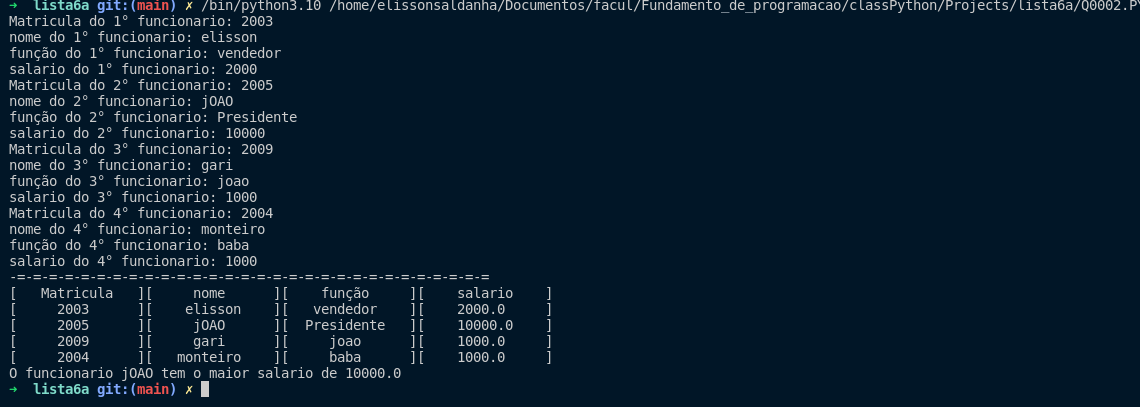 →  lista6a git:(main) ✗ /bin/python3.10 /home/elissonsaldanha/Documentos/facul/Fundamento_de_programacao/classPython/Projects/lista6a/Q0002.PY
Matricula do 1° funcionario: 2003
nome do 1° funcionario: elisson
função do 1° funcionario: vendedor
salario do 1° funcionario: 2000
Matricula do 2° funcionario: 2005
nome do 2° funcionario: jOAO
função do 2° funcionario: Presidente
salario do 2° funcionario: 10000
Matricula do 3° funcionario: 2009
nome do 3° funcionario: gari
função do 3° funcionario: joao
salario do 3° funcionario: 1000
Matricula do 4° funcionario: 2004
nome do 4° funcionario: monteiro
função do 4° funcionario: baba
salario do 4° funcionario: 1000
-=-=-=-=-=-=-=-=-=-=-=-=-=-=-=-=-=-=-=-=-=-=-=-=-=-=-=-=-=-=
[   Matricula   ][     nome      ][    função     ][    salario    ]
[     2003      ][    elisson    ][   vendedor    ][    2000.0     ]
[     2005      ][     jOAO      ][  Presidente   ][    10000.0    ]
[     2009      ][     gari      ][     joao      ][    1000.0     ]
[     2004      ][   monteiro    ][     baba      ][    1000.0     ]
O funcionario jOAO tem o maior salario de 10000.0
→  lista6a git:(main) ✗